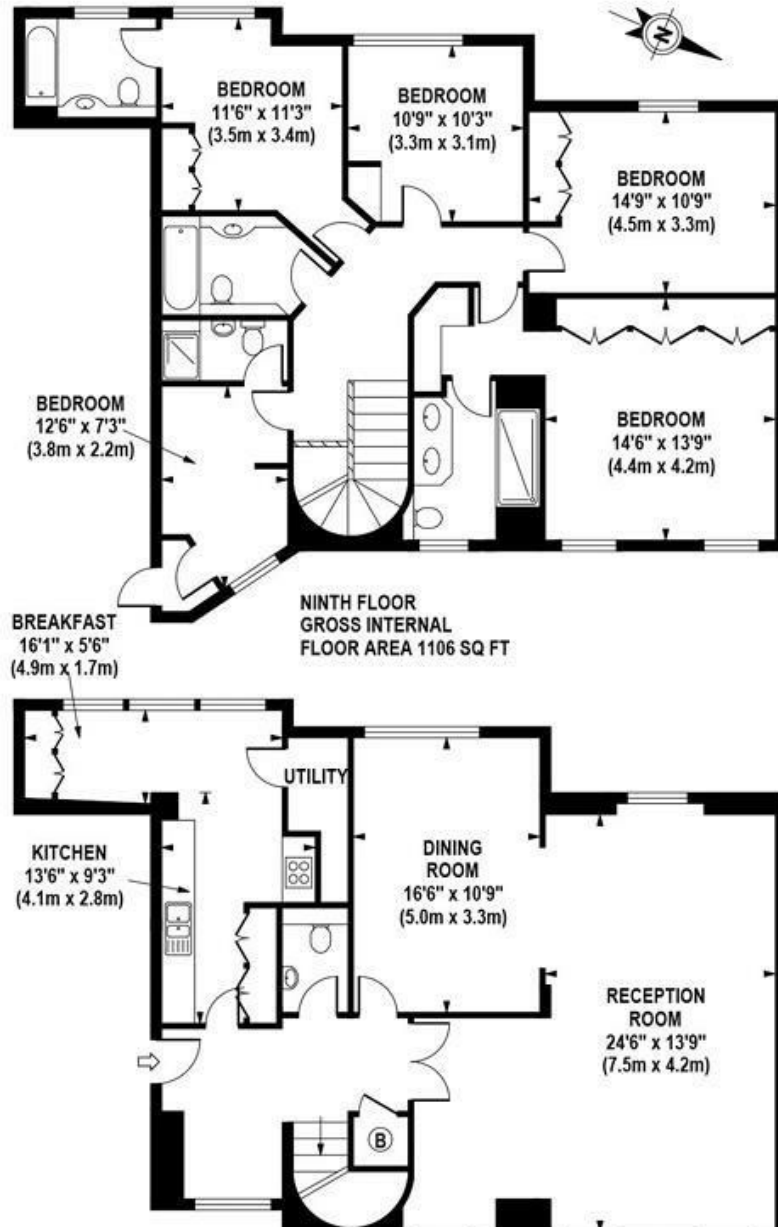 N
BEDROOM
11'6" x 11'3"
(3.5m x 3.4m)
BEDROOM
10'9" x 10'3"
(3.3m x 3.1m)
BEDROOM
14'9" x 10'9"
(4.5m x 3.3m)
BEDROOM
12'6" x 7'3"
(3.8m x 2.2m)
BEDROOM
14'6" x 13'9"
(4.4m x 4.2m)
NINTH FLOOR
GROSS INTERNAL
FLOOR AREA 1106 SQ FT
BREAKFAST
16'1" x 5'6"
(4.9m x 1.7m)
UTILITY
KITCHEN
13'6" x 9'3"
(4.1m x 2.8m)
DINING
ROOM
16'6" x 10'9"
(5.0m x 3.3m)
RECEPTION
ROOM
24'6" x 13'9"
(7.5m x 4.2m)
B